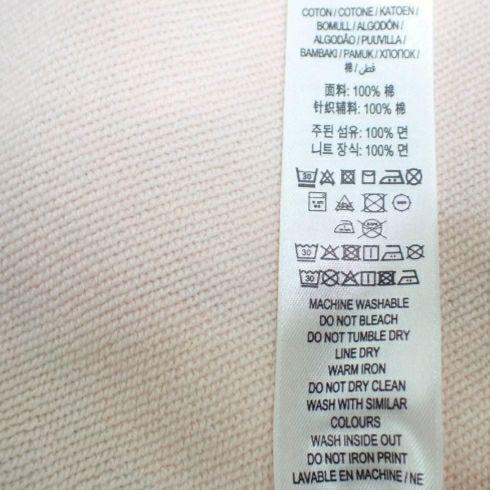 COTON / COTONE / KATOEN /
BOMULL / ALGODÓN /
ALGODÃO / PUUVILLA /
BAMBAKI / PAMUK / ХЛОПОК /
棉 / قطن /
面料: 100% 棉
针织辅料: 100% 棉
주된 섬유: 100% 면
니트 장식: 100% 면
30
30
30
MACHINE WASHABLE
DO NOT BLEACH
DO NOT TUMBLE DRY
LINE DRY
WARM IRON
DO NOT DRY CLEAN
WASH WITH SIMILAR
COLOURS
WASH INSIDE OUT
DO NOT IRON PRINT
LAVABLE EN MACHINE / NE